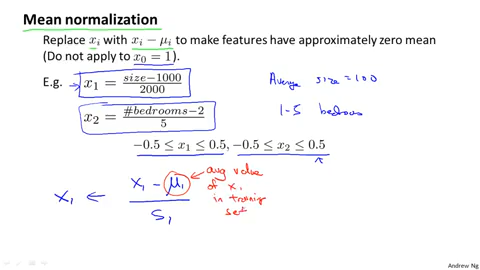 Mean normalization
Replace xᵢ with xᵢ − μᵢ to make features have approximately zero mean
(Do not apply to x₀ = 1).
E.g. x₁ = (size−1000)/2000
Average size = 100
x₂ = (#bedrooms−2)/5
1-5 bedrooms
−0.5 ≤ x₁ ≤ 0.5, −0.5 ≤ x₂ ≤ 0.5
x₁ ← (x₁ − μ₁)/S₁
avg value
of x₁
in training
set
Andrew Ng